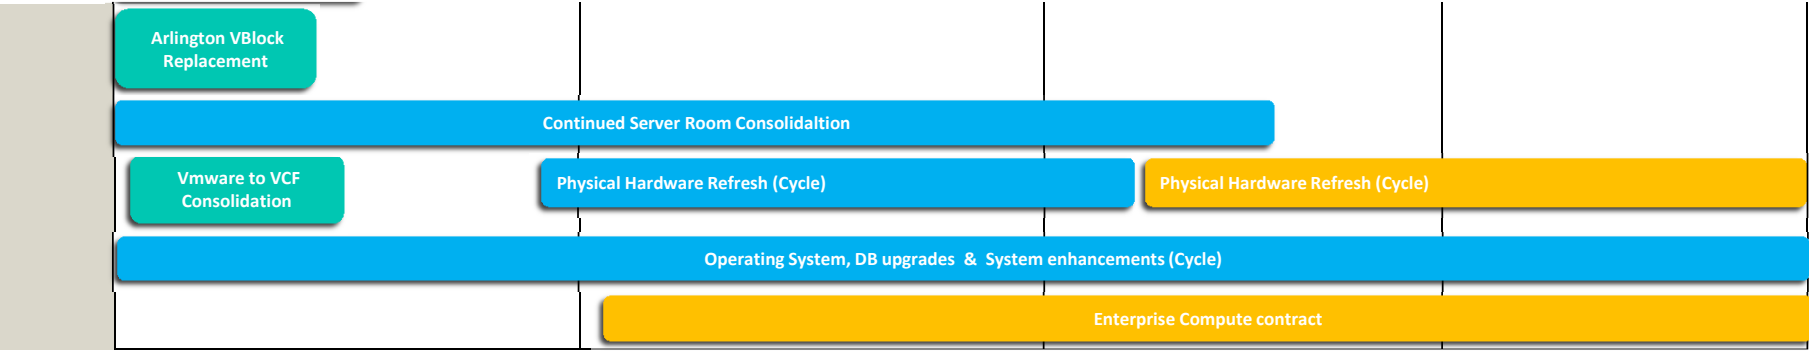 Arlington VBlock
Replacement
Continued Server Room Consolidaltion
Vmware to VCF
Consolidation
Physical Hardware Refresh (Cycle)
Physical Hardware Refresh (Cycle)
Operating System, DB upgrades & System enhancements (Cycle)
Enterprise Compute contract